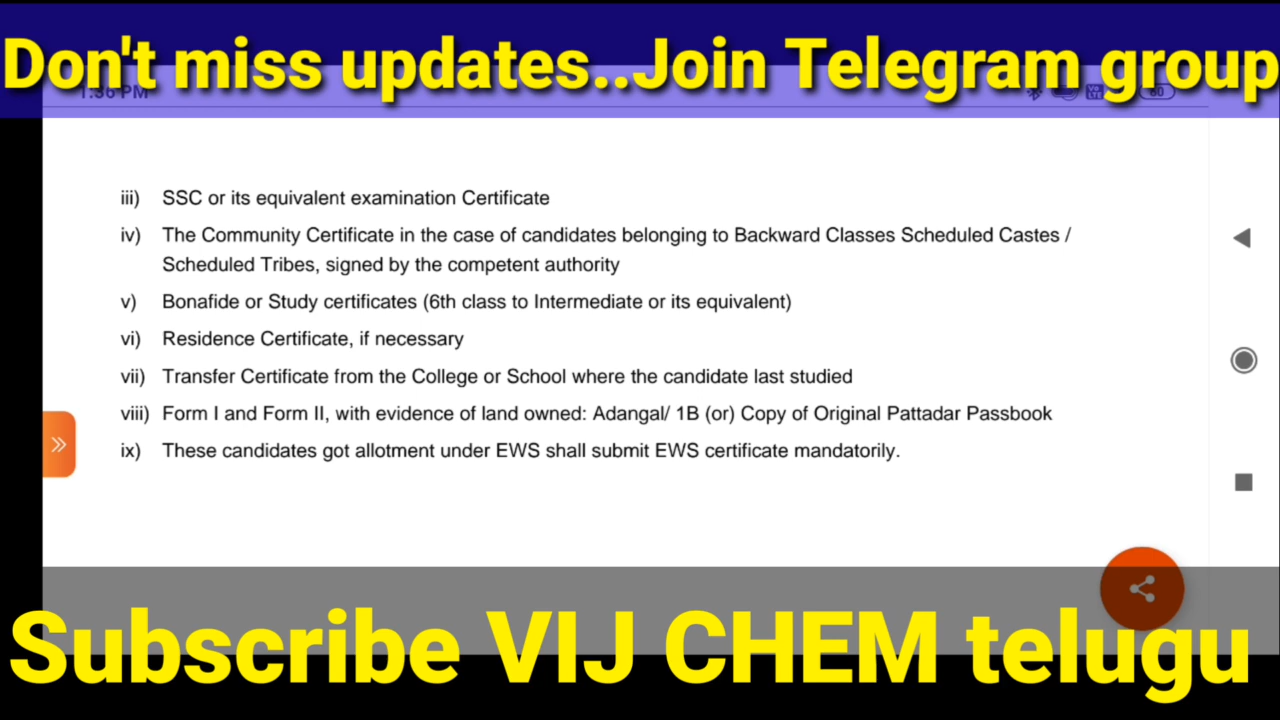 Don't miss updates..Join Telegram group
1:36 PM
80
iii) SSC or its equivalent examination Certificate
iv) The Community Certificate in the case of candidates belonging to Backward Classes Scheduled Castes /
Scheduled Tribes, signed by the competent authority
v) Bonafide or Study certificates (6th class to Intermediate or its equivalent)
vi) Residence Certificate, if necessary
vii) Transfer Certificate from the College or School where the candidate last studied
viii) Form I and Form II, with evidence of land owned: Adangal/ 1B (or) Copy of Original Pattadar Passbook
ix) These candidates got allotment under EWS shall submit EWS certificate mandatorily.
Subscribe VIJ CHEM telugu